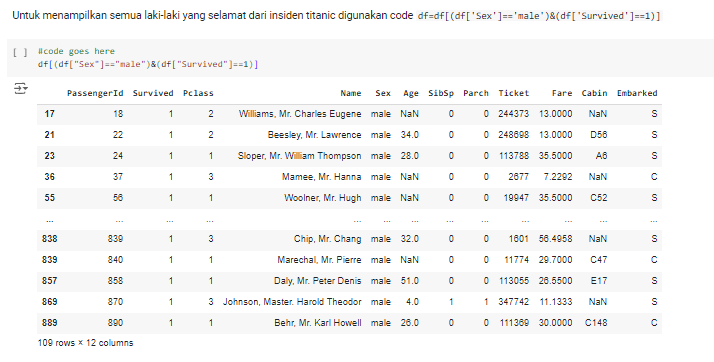 Untuk menampilkan semua laki-laki yang selamat dari insiden titanic digunakan code df=df[(df['Sex']=='male')&(df['Survived']==1)]
[ ] #code goes here
df[(df["Sex"]=="male")&(df["Survived"]==1)]
PassengerId Survived Pclass Name Sex Age SibSp Parch Ticket Fare Cabin Embarked
17 18 1 2 Williams, Mr. Charles Eugene male NaN 0 0 244373 13.0000 NaN S
21 22 1 2 Beesley, Mr. Lawrence male 34.0 0 0 248698 13.0000 D56 S
23 24 1 1 Sloper, Mr. William Thompson male 28.0 0 0 113788 35.5000 A6 S
36 37 1 3 Mamee, Mr. Hanna male NaN 0 0 2677 7.2292 NaN C
55 56 1 1 Woolner, Mr. Hugh male NaN 0 0 19947 35.5000 C52 S
... ... ... ... ... ... ... ... ... ... ... ... ...
838 839 1 3 Chip, Mr. Chang male 32.0 0 0 1601 56.4958 NaN S
839 840 1 1 Marechal, Mr. Pierre male NaN 0 0 11774 29.7000 C47 C
857 858 1 1 Daly, Mr. Peter Denis male 51.0 0 0 113055 26.5500 E17 S
869 870 1 3 Johnson, Master. Harold Theodor male 4.0 1 1 347742 11.1333 NaN S
889 890 1 1 Behr, Mr. Karl Howell male 26.0 0 0 111369 30.0000 C148 C
109 rows × 12 columns